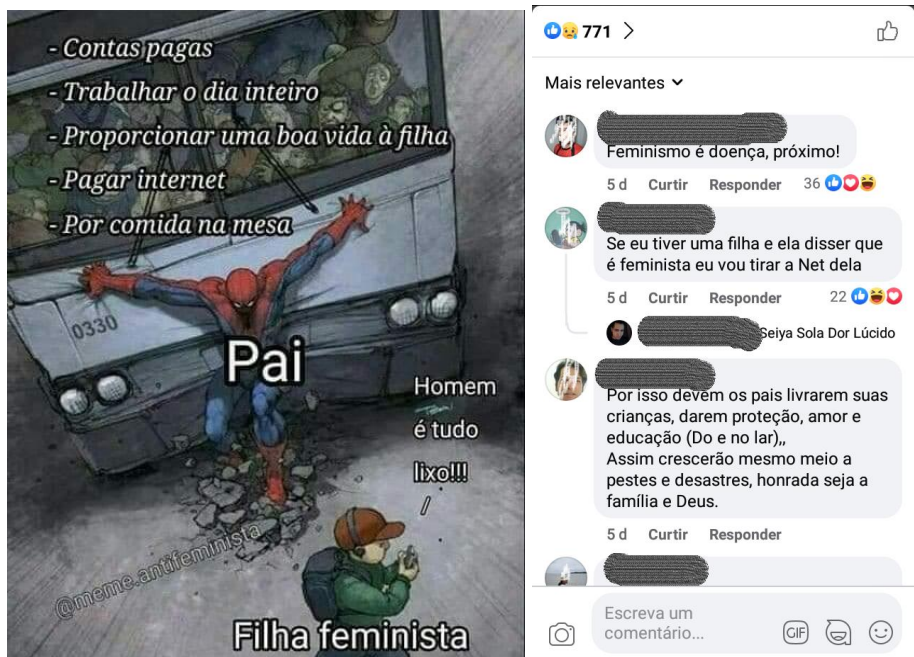 - Contas pagas
- Trabalhar o dia inteiro
- Proporcionar uma boa vida à filha
- Pagar internet
- Por comida na mesa
0330
Pai
Homem
é tudo
lixo!!!
/
@meme.antifeminista
Filha feminista
771
Mais relevantes
Feminismo é doença, próximo!
5 d Curtir Responder 36
Se eu tiver uma filha e ela disser que
é feminista eu vou tirar a Net dela
5 d Curtir Responder 22
Seiya Sola Dor Lúcido
Por isso devem os pais livrarem suas
crianças, darem proteção, amor e
educação (Do e no lar),,
Assim crescerão mesmo meio a
pestes e desastres, honrada seja a
família e Deus.
5 d Curtir Responder
Escreva um
comentário...
GIF